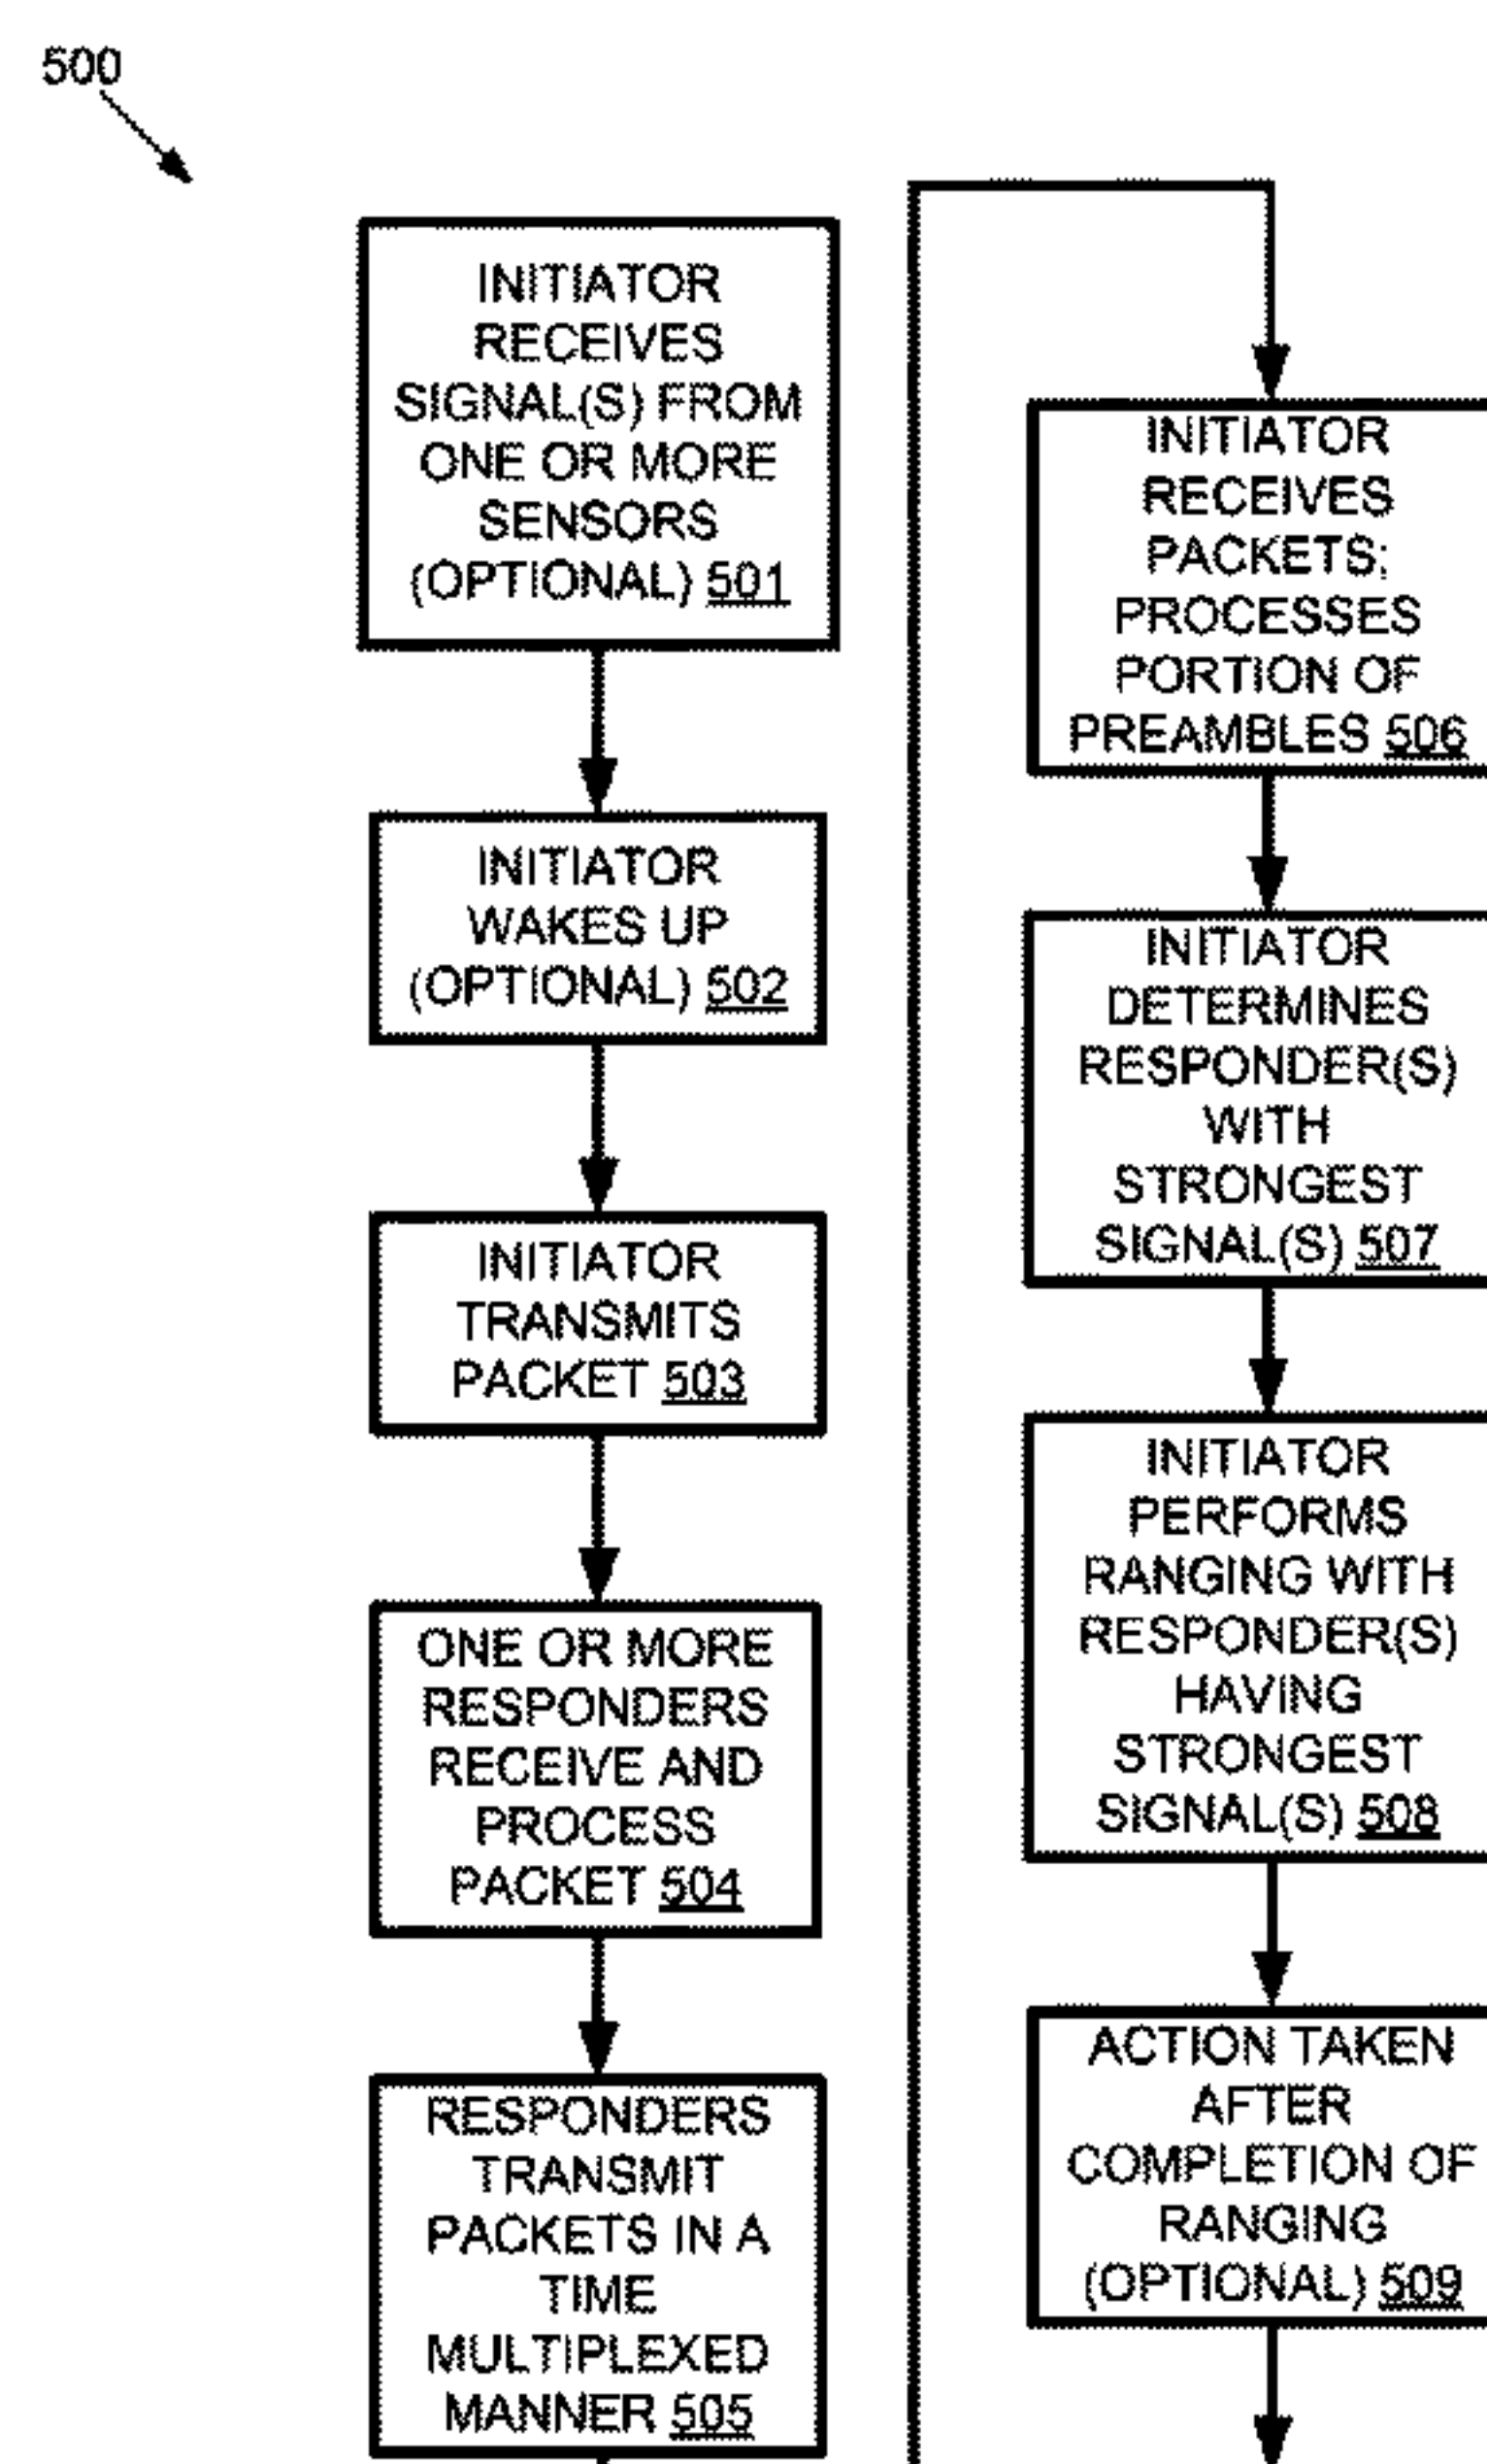 500
INITIATOR
RECEIVES
SIGNAL(S) FROM
ONE OR MORE
SENSORS
(OPTIONAL) 501
INITIATOR
WAKES UP
(OPTIONAL) 502
INITIATOR
TRANSMITS
PACKET 503
ONE OR MORE
RESPONDERS
RECEIVE AND
PROCESS
PACKET 504
RESPONDERS
TRANSMIT
PACKETS IN A
TIME
MULTIPLEXED
MANNER 505
INITIATOR
RECEIVES
PACKETS;
PROCESSES
PORTION OF
PREAMBLES 506
INITIATOR
DETERMINES
RESPONDER(S)
WITH
STRONGEST
SIGNAL(S) 507
INITIATOR
PERFORMS
RANGING WITH
RESPONDER(S)
HAVING
STRONGEST
SIGNAL(S) 508
ACTION TAKEN
AFTER
COMPLETION OF
RANGING
(OPTIONAL) 509